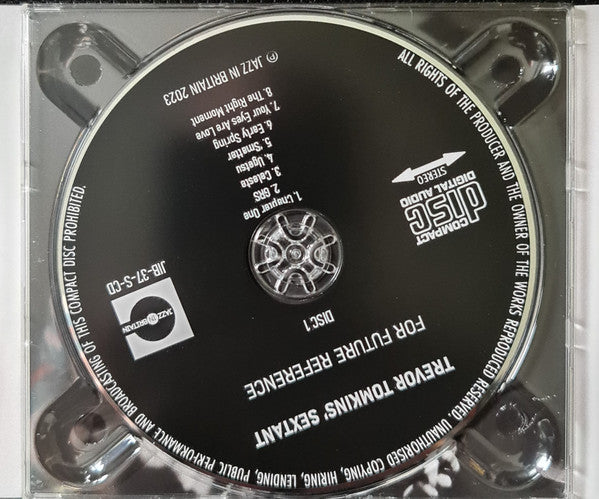 TREVOR TOMKINS' SEXTANT
FOR FUTURE REFERENCE
DISC 1
JAZZ IN BRITAIN
JIB-37-S-CD
COMPACT
disc
DIGITAL AUDIO
STEREO
1. Chapter One
2. GRS
3. Celeste
4. Ugetsu
5. 'Smatter
6. Early Spring
7. Your Eyes Are Love
8. The Right Moment
℗ JAZZ IN BRITAIN 2023
ALL RIGHTS OF THE PRODUCER AND THE OWNER OF THE WORKS REPRODUCED RESERVED. UNAUTHORISED COPYING, HIRING, LENDING, PUBLIC PERFORMANCE AND BROADCASTING OF THIS COMPACT DISC PROHIBITED.